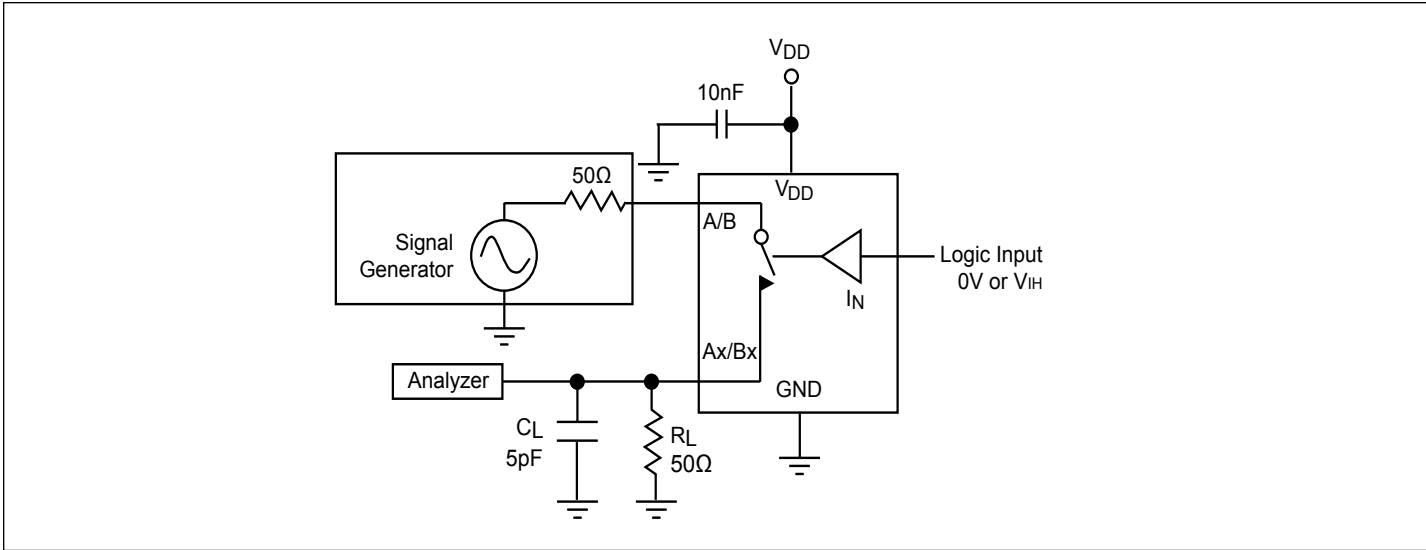 VDD
10nF
50Ω
VDD
A/B
Signal
Generator
Logic Input
0V or VIH
IN
Ax/Bx
Analyzer
GND
CL
5pF
RL
50Ω